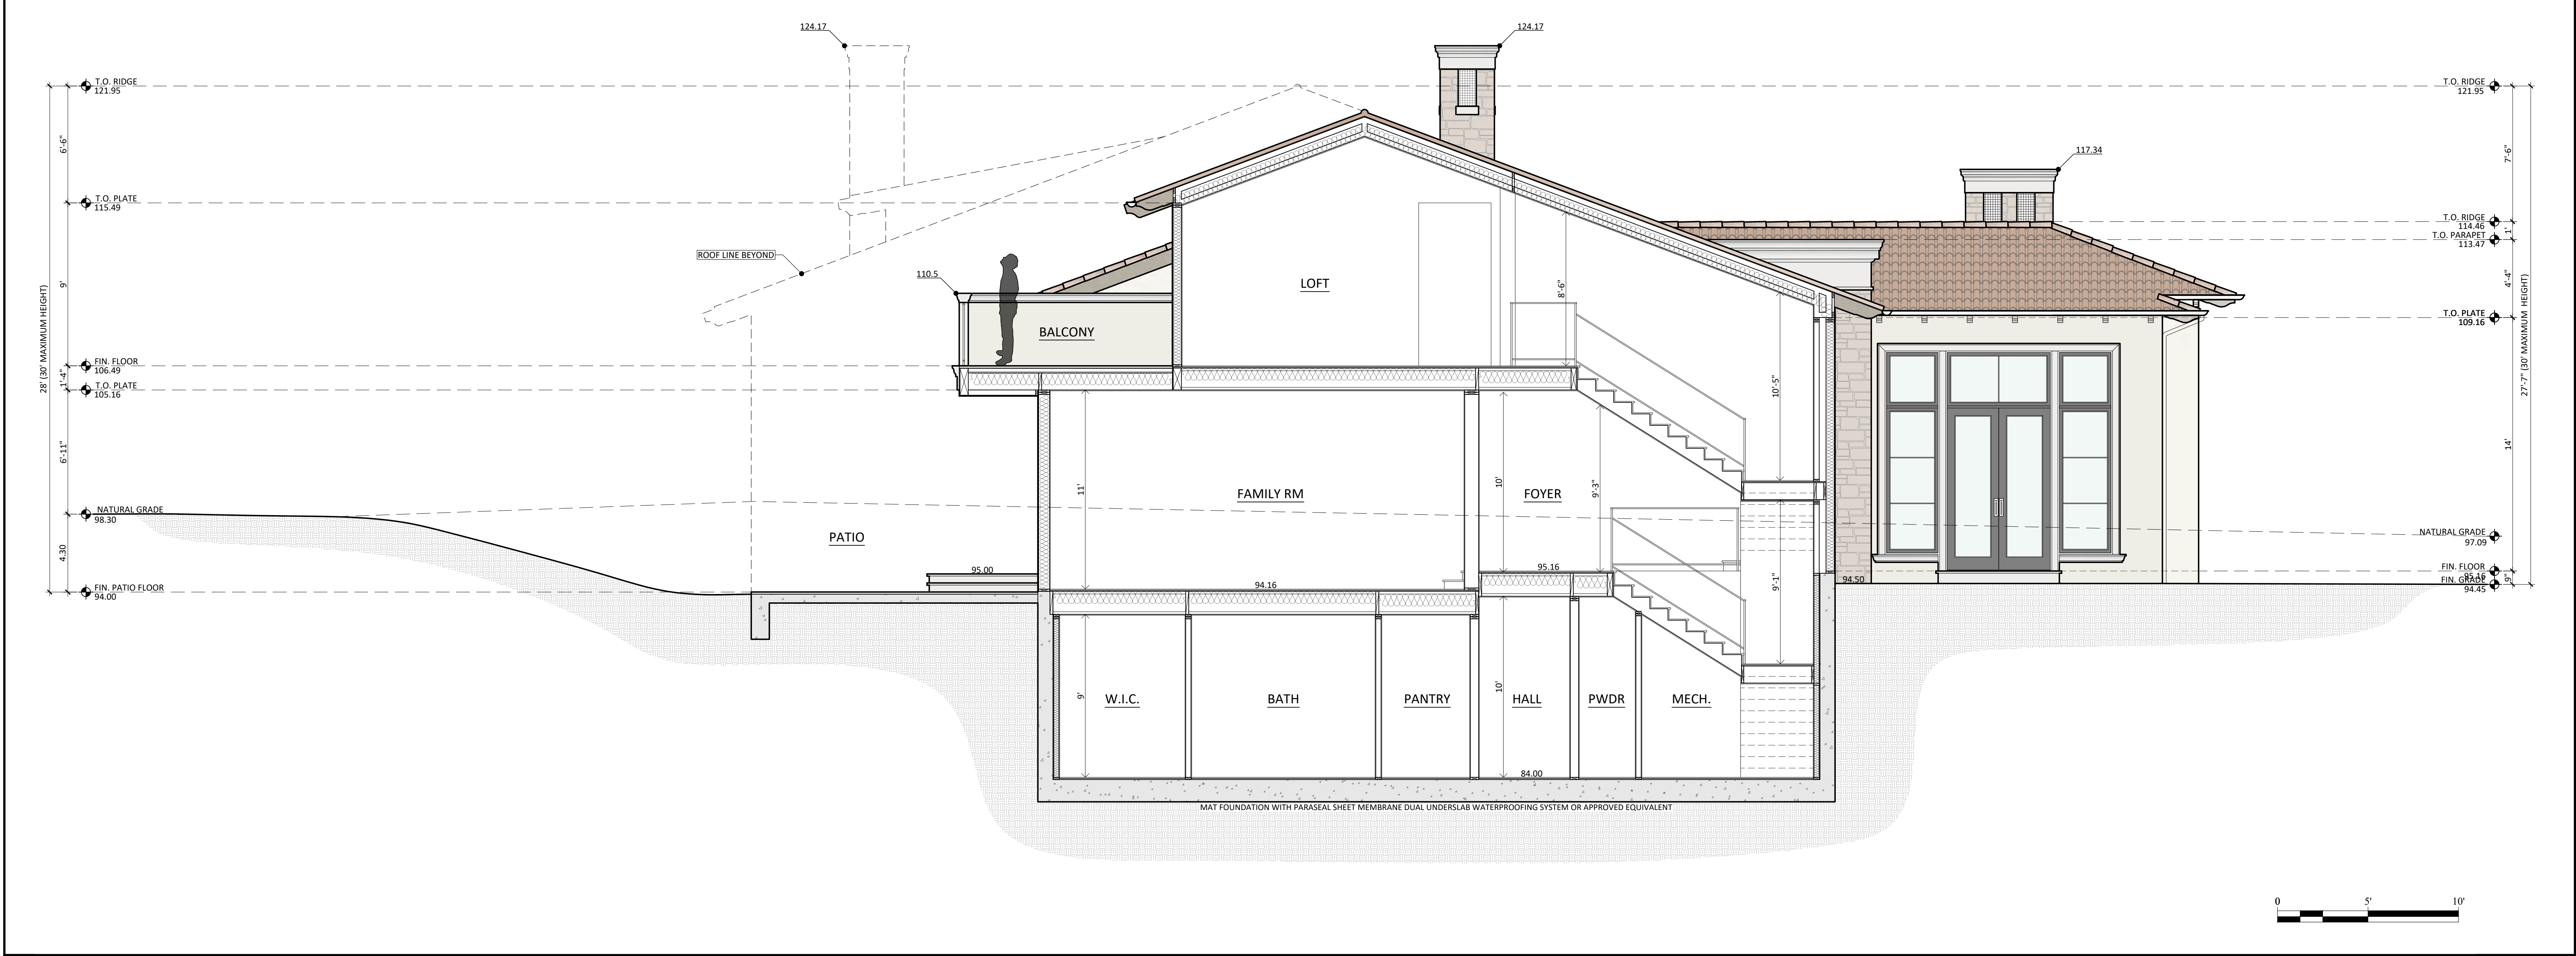 124.17
124.17
T.O. RIDGE
121.95
T.O. RIDGE
121.95
6'-6"
7'-6"
117.34
T.O. PLATE
115.49
T.O. RIDGE
114.46
1'
T.O. PARAPET
113.47
ROOF LINE BEYOND
110.5
LOFT
8'-6"
9'
4'-4"
28' (30' MAXIMUM HEIGHT)
27'-7" (30' MAXIMUM HEIGHT)
BALCONY
T.O. PLATE
109.16
FIN. FLOOR
106.49
1'-4"
T.O. PLATE
105.16
10'-5"
6'-11"
14'
11'
FAMILY RM
10'
FOYER
9'-3"
NATURAL GRADE
98.30
PATIO
NATURAL GRADE
97.09
4.30
95.00
94.16
95.16
9'-1"
94.50
FIN. FLOOR
95.16
FIN. GRADE
94.45
9"
FIN. PATIO FLOOR
94.00
9'
W.I.C.
BATH
PANTRY
10'
HALL
PWDR
MECH.
84.00
MAT FOUNDATION WITH PARASEAL SHEET MEMBRANE DUAL UNDERSLAB WATERPROOFING SYSTEM OR APPROVED EQUIVALENT
0 5' 10'